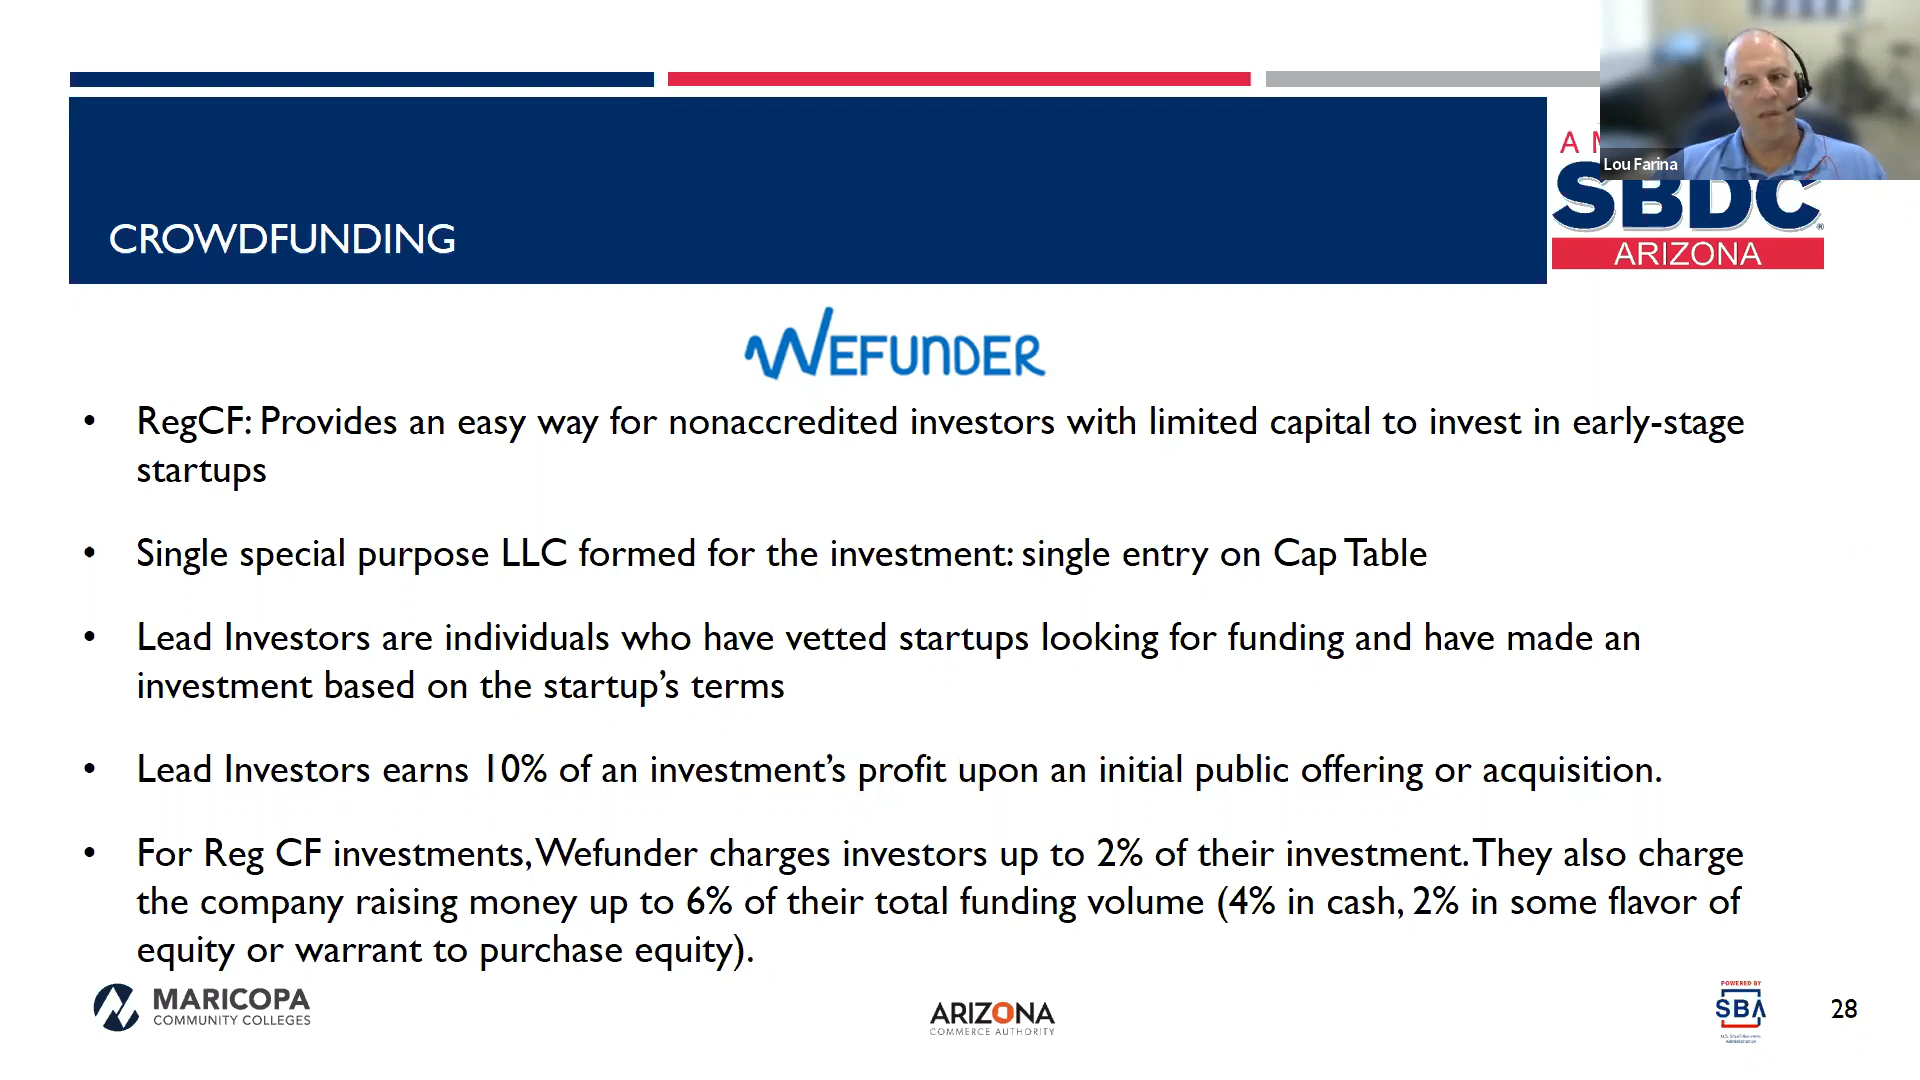 Lou Farina
SBDC
ARIZONA
CROWDFUNDING
WEFUNDER
• RegCF: Provides an easy way for nonaccredited investors with limited capital to invest in early-stage
startups
• Single special purpose LLC formed for the investment: single entry on Cap Table
• Lead Investors are individuals who have vetted startups looking for funding and have made an
investment based on the startup’s terms
• Lead Investors earns 10% of an investment’s profit upon an initial public offering or acquisition.
• For Reg CF investments, Wefunder charges investors up to 2% of their investment. They also charge
the company raising money up to 6% of their total funding volume (4% in cash, 2% in some flavor of
equity or warrant to purchase equity).
MARICOPA
COMMUNITY COLLEGES
ARIZONA
COMMERCE AUTHORITY
POWERED BY
SBA
28